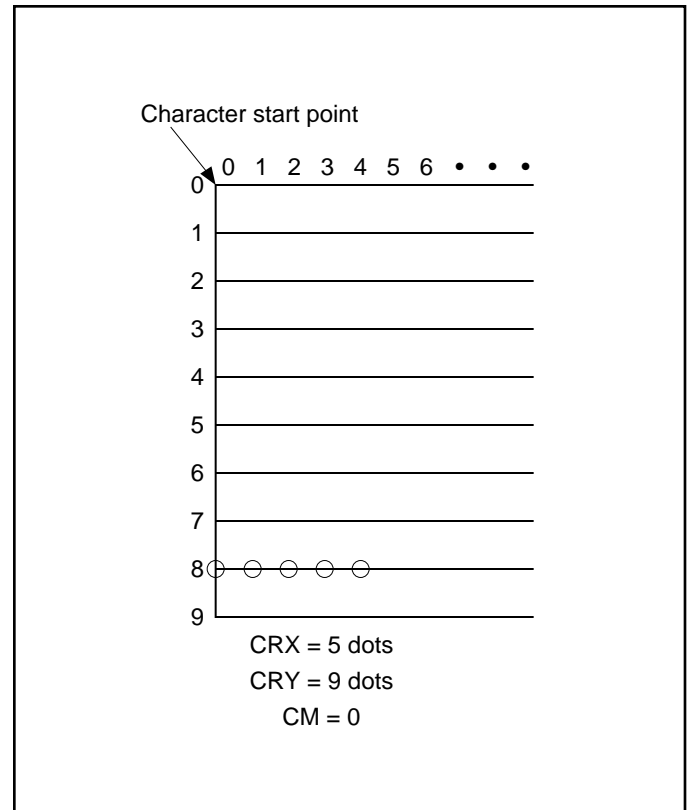 Character start point
0 1 2 3 4 5 6 • • •
0
1
2
3
4
5
6
7
8
9
CRX = 5 dots
CRY = 9 dots
CM = 0